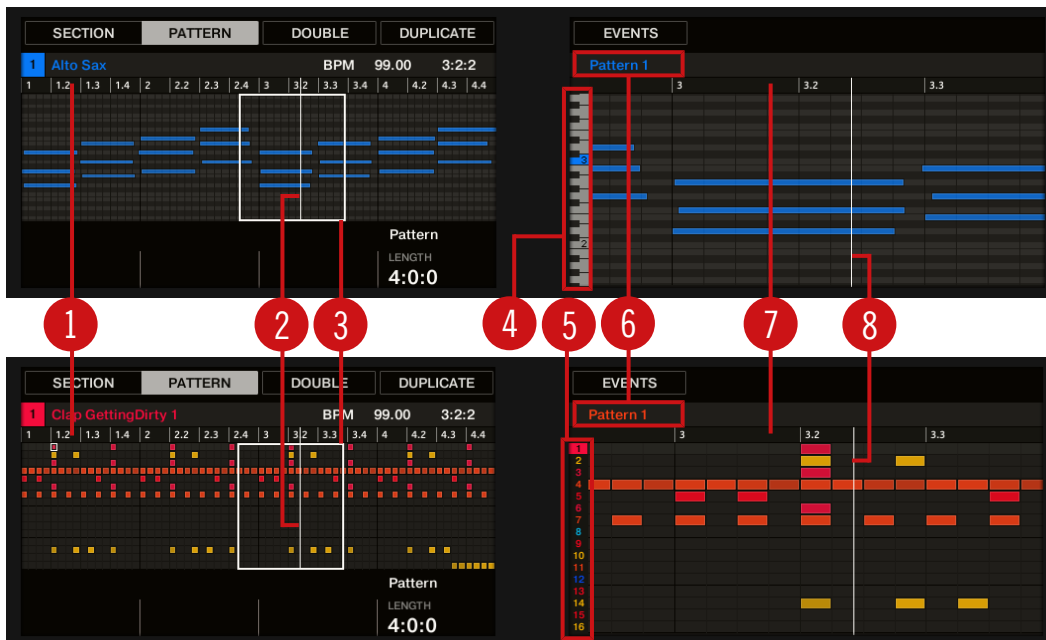 SECTION PATTERN DOUBLE DUPLICATE
1 Alto Sax BPM 99.00 3:2:2
1 1.2 1.3 1.4 2 2.2 2.3 2.4 3 3.2 3.3 3.4 4 4.2 4.3 4.4
Pattern
LENGTH
4:0:0
EVENTS
Pattern 1
3 3.2 3.3
3
2
1 2 3 4 5 6 7 8
SECTION PATTERN DOUBLE DUPLICATE
1 Clap GettingDirty 1 BPM 99.00 3:2:2
1 1.2 1.3 1.4 2 2.2 2.3 2.4 3 3.2 3.3 3.4 4 4.2 4.3 4.4
Pattern
LENGTH
4:0:0
EVENTS
Pattern 1
3 3.2 3.3
1
2
3
4
5
6
7
8
9
10
11
12
13
14
15
16